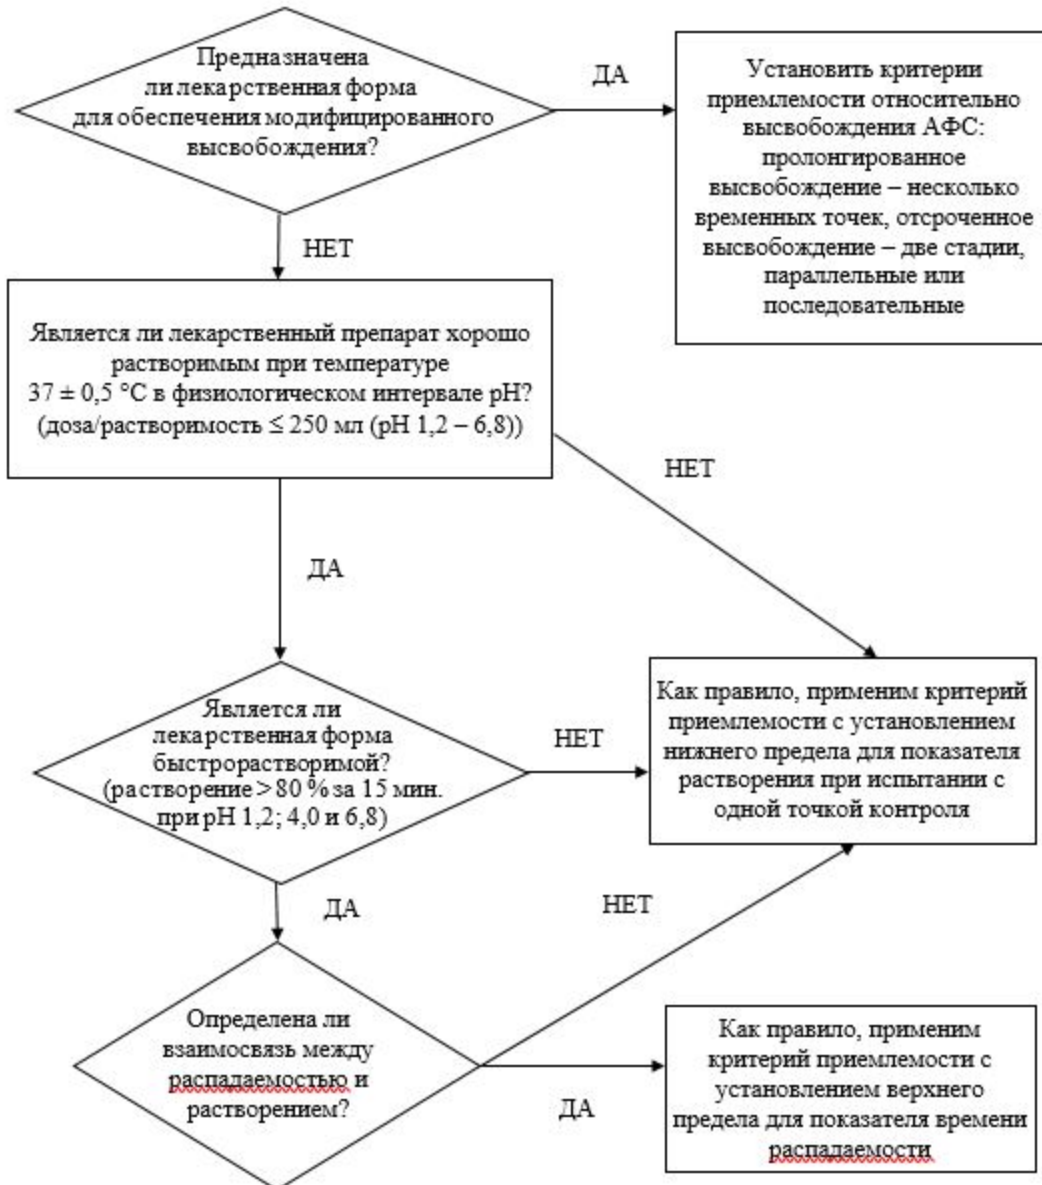 Предназначена
ли лекарственная форма
для обеспечения модифицированного
высвобождения?
ДА
Установить критерии
приемлемости относительно
высвобождения АФС:
пролонгированное
высвобождение – несколько
временных точек, отсроченное
высвобождение – две стадии,
параллельные или
последовательные
НЕТ
Является ли лекарственный препарат хорошо
растворимым при температуре
37 ± 0,5 °C в физиологическом интервале pH?
(доза/растворимость ≤ 250 мл (pH 1,2 – 6,8))
НЕТ
ДА
Является ли
лекарственная форма
быстрорастворимой?
(растворение > 80 % за 15 мин.
при pH 1,2; 4,0 и 6,8)
НЕТ
Как правило, применим критерий
приемлемости с установлением
нижнего предела для показателя
растворения при испытании с
одной точкой контроля
ДА
НЕТ
Определена ли
взаимосвязь между
распадаемостью и
растворением?
ДА
Как правило, применим
критерий приемлемости с
установлением верхнего
предела для показателя времени
распадаемости